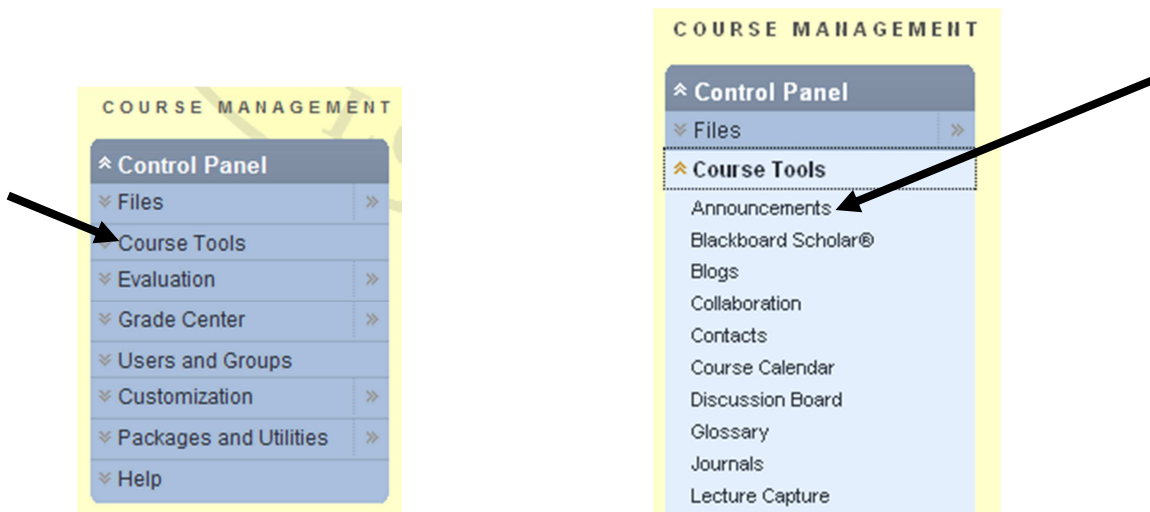 COURSE MANAGEMENT
Control Panel
Files
Course Tools
Evaluation
Grade Center
Users and Groups
Customization
Packages and Utilities
Help
COURSE MANAGEMENT
Control Panel
Files
Course Tools
Announcements
Blackboard Scholar®
Blogs
Collaboration
Contacts
Course Calendar
Discussion Board
Glossary
Journals
Lecture Capture